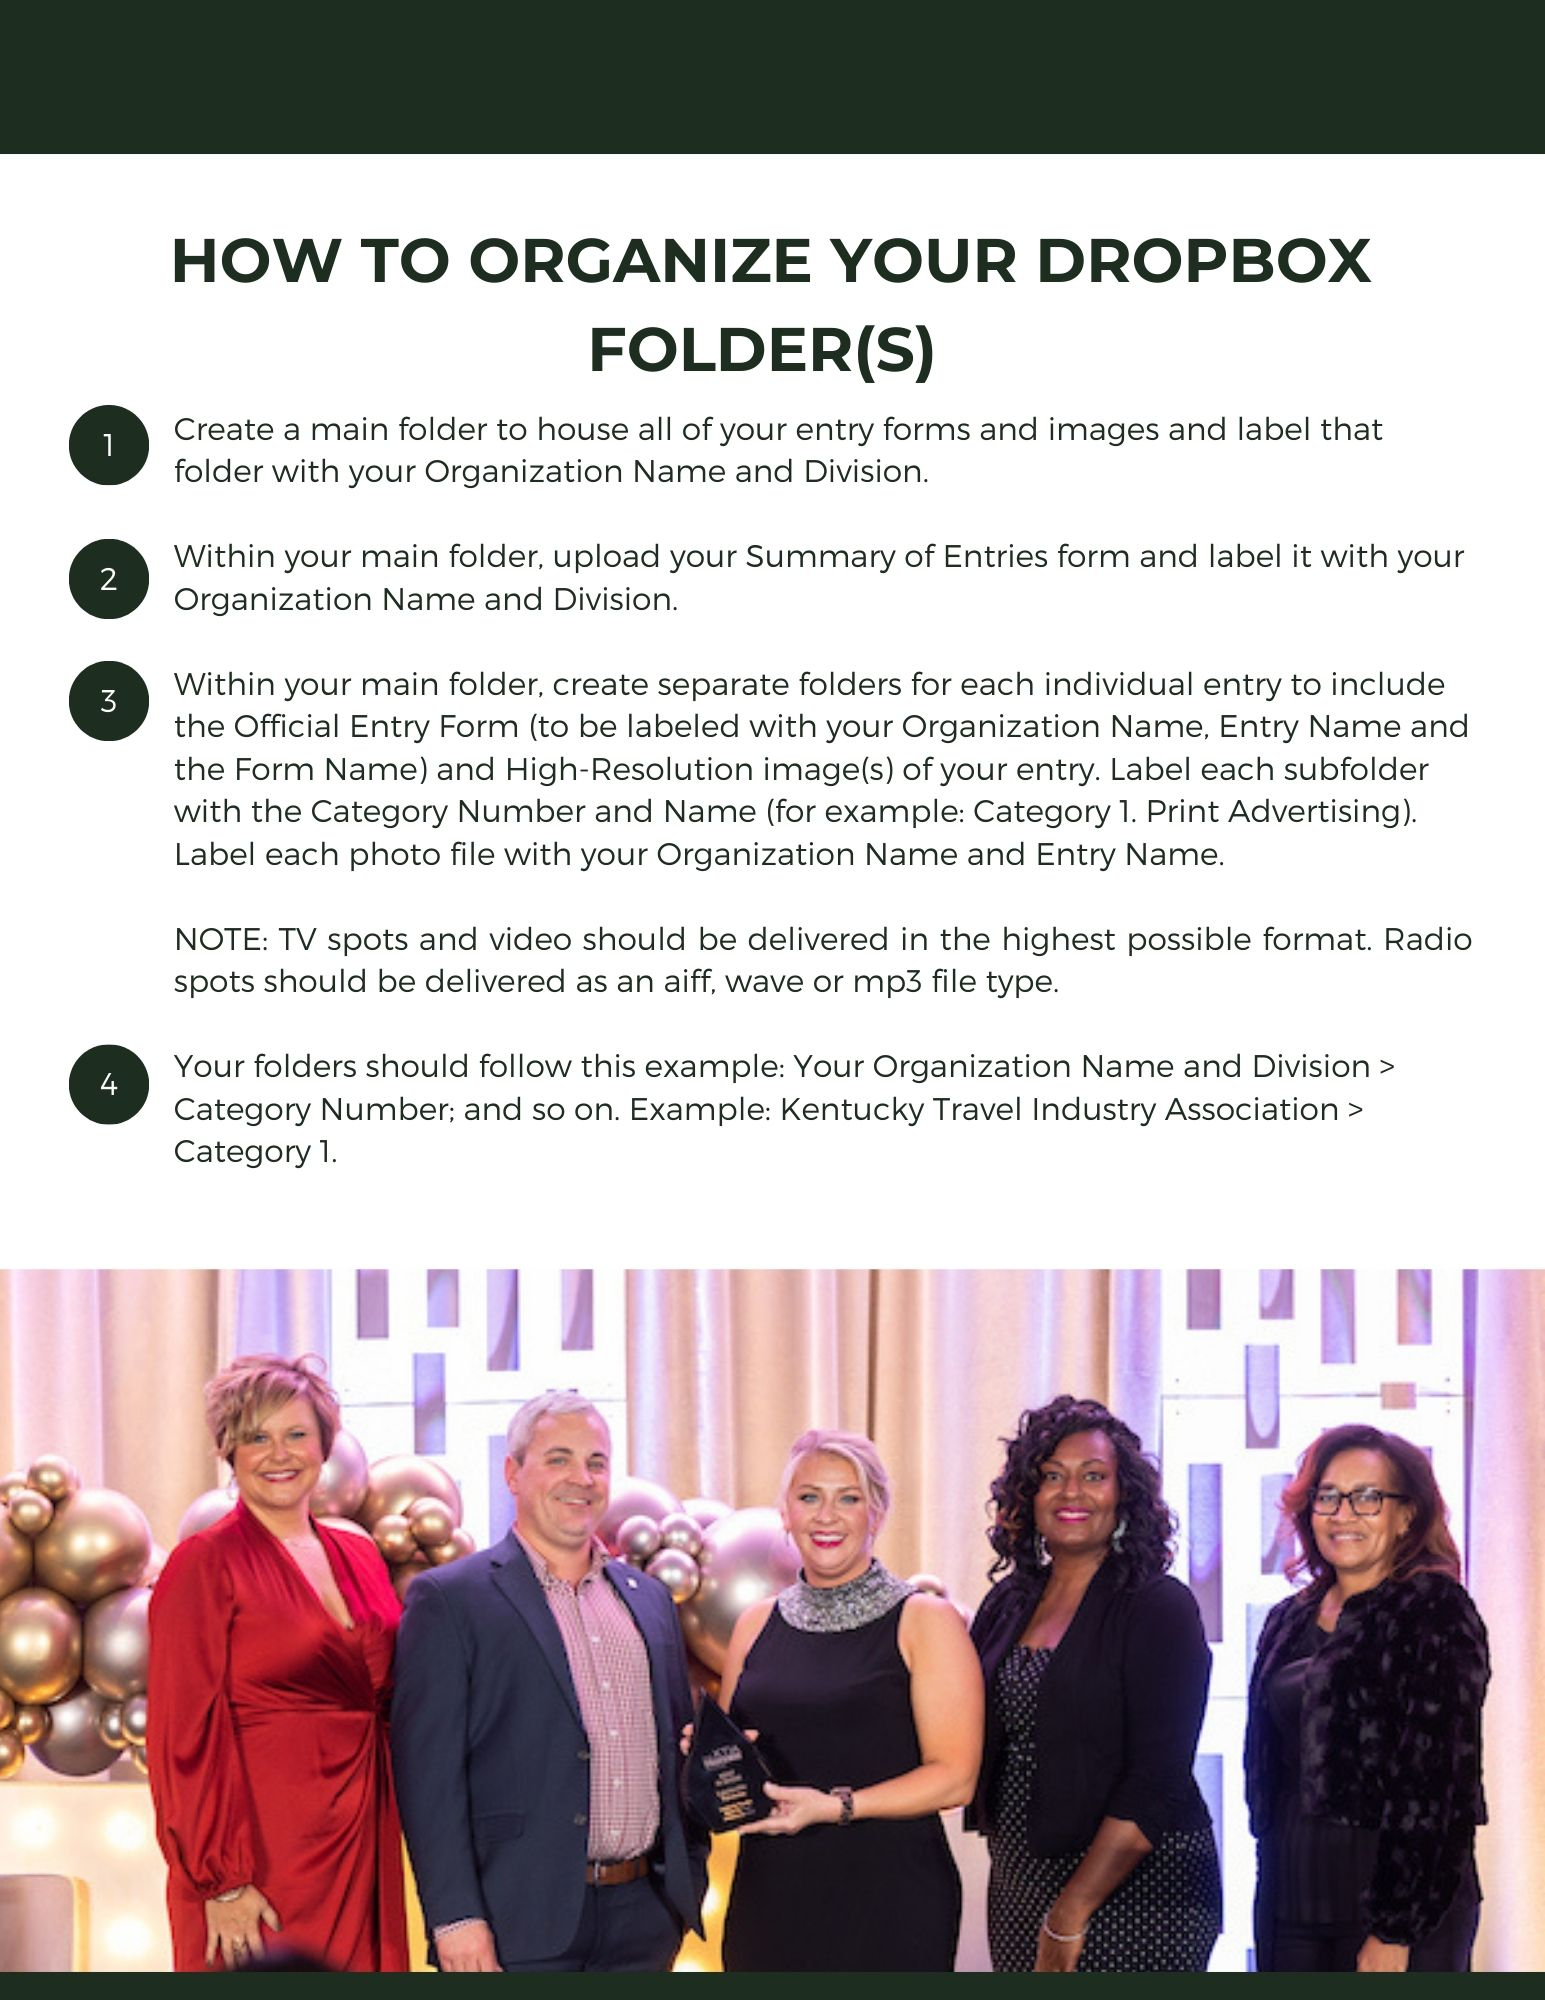 HOW TO ORGANIZE YOUR DROPBOX
FOLDER(S)
1
Create a main folder to house all of your entry forms and images and label that
folder with your Organization Name and Division.
2
Within your main folder, upload your Summary of Entries form and label it with your
Organization Name and Division.
3
Within your main folder, create separate folders for each individual entry to include
the Official Entry Form (to be labeled with your Organization Name, Entry Name and
the Form Name) and High-Resolution image(s) of your entry. Label each subfolder
with the Category Number and Name (for example: Category 1. Print Advertising).
Label each photo file with your Organization Name and Entry Name.
NOTE: TV spots and video should be delivered in the highest possible format. Radio
spots should be delivered as an aiff, wave or mp3 file type.
4
Your folders should follow this example: Your Organization Name and Division >
Category Number; and so on. Example: Kentucky Travel Industry Association >
Category 1.